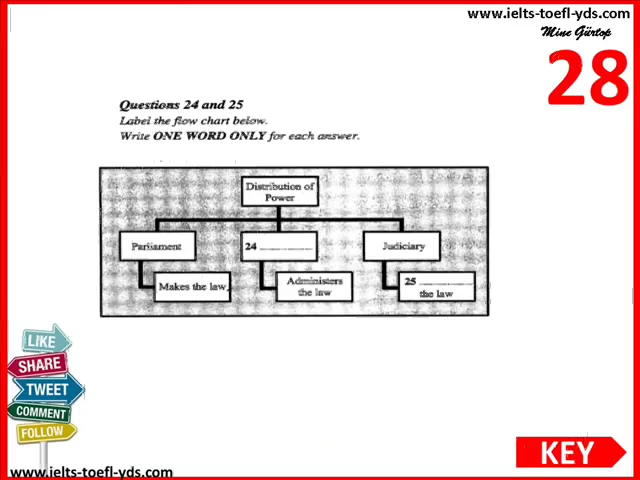 www.ielts-toefl-yds.com
Mine Gürtop
28
Questions 24 and 25
Label the flow chart below.
Write ONE WORD ONLY for each answer.
Distribution of
Power
Parliament
24 ____________
Judiciary
Makes the law
Administers
the law
25 ____________
the law
LIKE
SHARE
TWEET
COMMENT
FOLLOW
KEY
www.ielts-toefl-yds.com